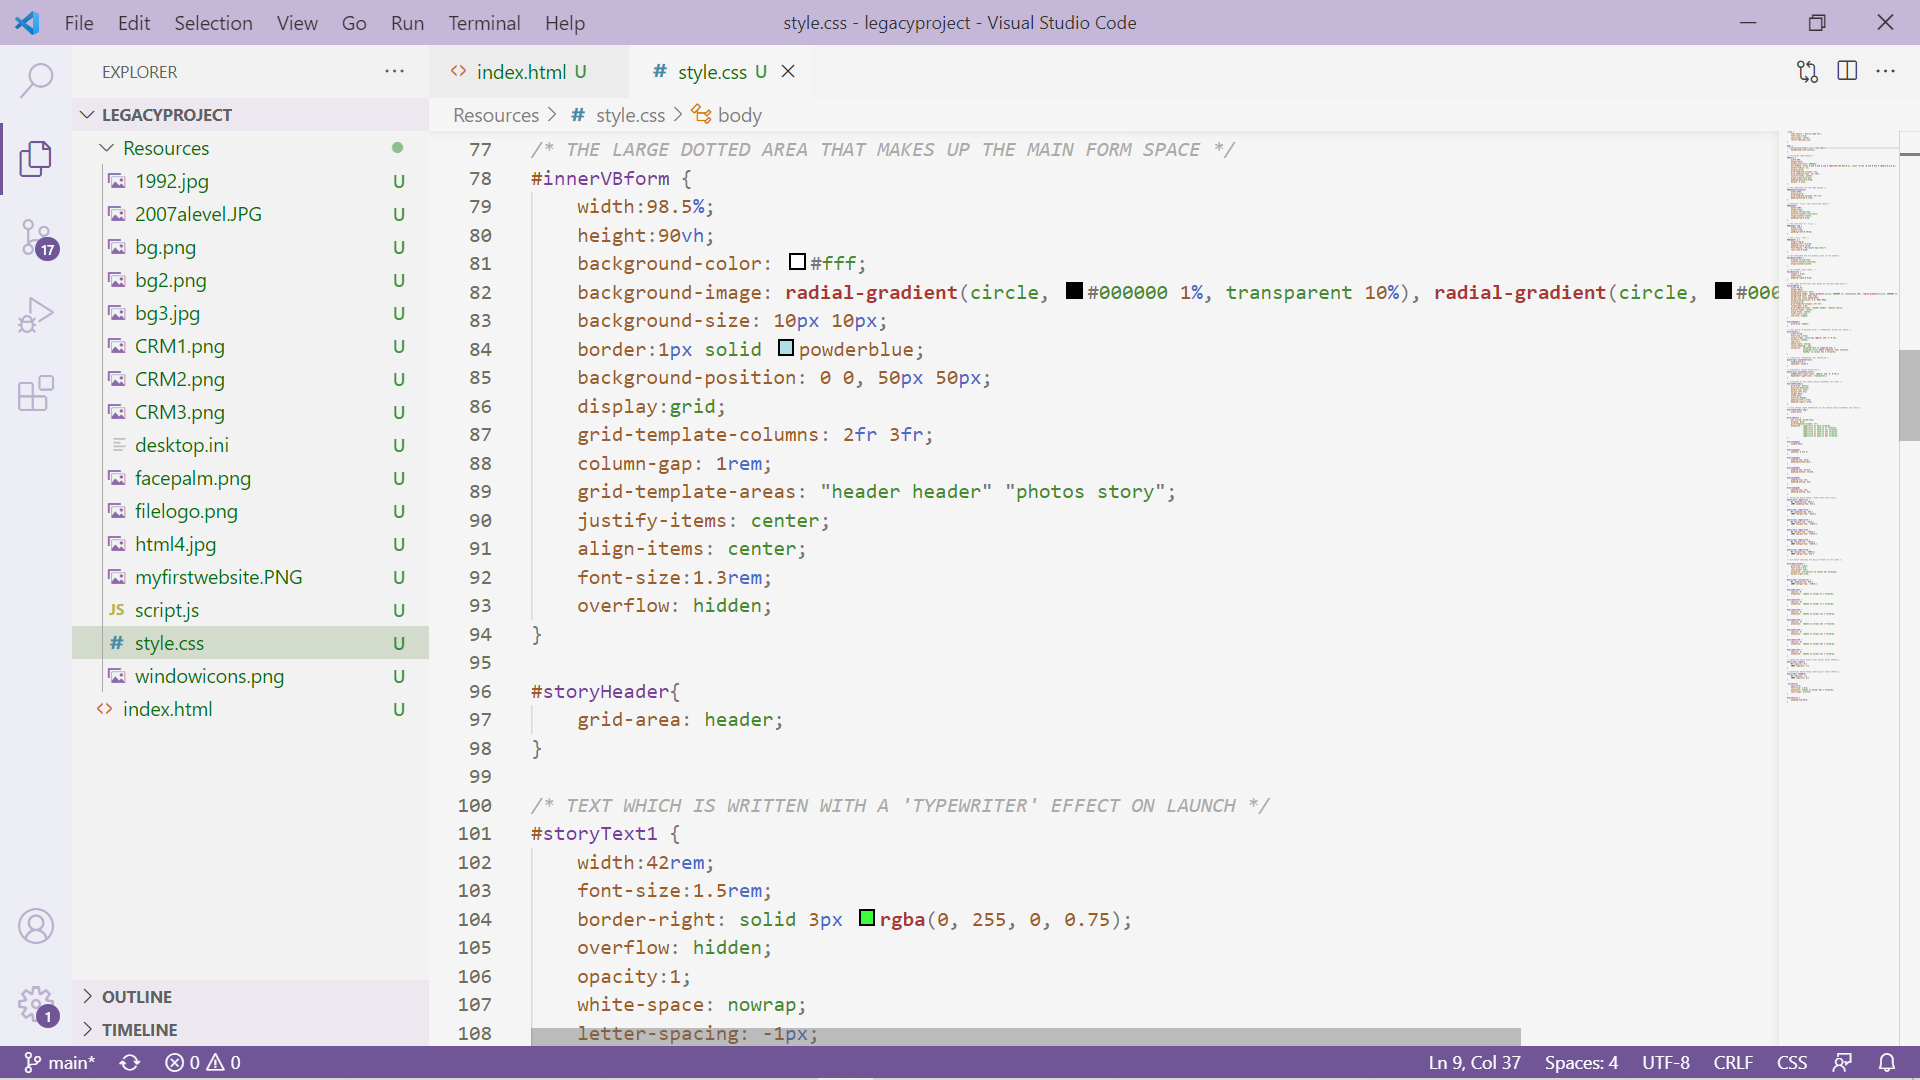 File Edit Selection View Go Run Terminal Help
style.css - legacyproject - Visual Studio Code
EXPLORER
LEGACYPROJECT
Resources
1992.jpg U
2007alevel.JPG U
bg.png U
bg2.png U
bg3.jpg U
CRM1.png U
CRM2.png U
CRM3.png U
desktop.ini U
facepalm.png U
filelogo.png U
html4.jpg U
myfirstwebsite.PNG U
JS script.js U
# style.css U
windowicons.png U
<> index.html U
OUTLINE
TIMELINE
17
1
<> index.html U
# style.css U
Resources > # style.css > body
77 /* THE LARGE DOTTED AREA THAT MAKES UP THE MAIN FORM SPACE */
78 #innerVBform {
79 width:98.5%;
80 height:90vh;
81 background-color: #fff;
82 background-image: radial-gradient(circle, #000000 1%, transparent 10%), radial-gradient(circle, #000
83 background-size: 10px 10px;
84 border:1px solid powderblue;
85 background-position: 0 0, 50px 50px;
86 display:grid;
87 grid-template-columns: 2fr 3fr;
88 column-gap: 1rem;
89 grid-template-areas: "header header" "photos story";
90 justify-items: center;
91 align-items: center;
92 font-size:1.3rem;
93 overflow: hidden;
94 }
95
96 #storyHeader{
97 grid-area: header;
98 }
99
100 /* TEXT WHICH IS WRITTEN WITH A 'TYPEWRITER' EFFECT ON LAUNCH */
101 #storyText1 {
102 width:42rem;
103 font-size:1.5rem;
104 border-right: solid 3px rgba(0, 255, 0, 0.75);
105 overflow: hidden;
106 opacity:1;
107 white-space: nowrap;
108 letter-spacing: -1px;
main* 0 0
Ln 9, Col 37 Spaces: 4 UTF-8 CRLF CSS